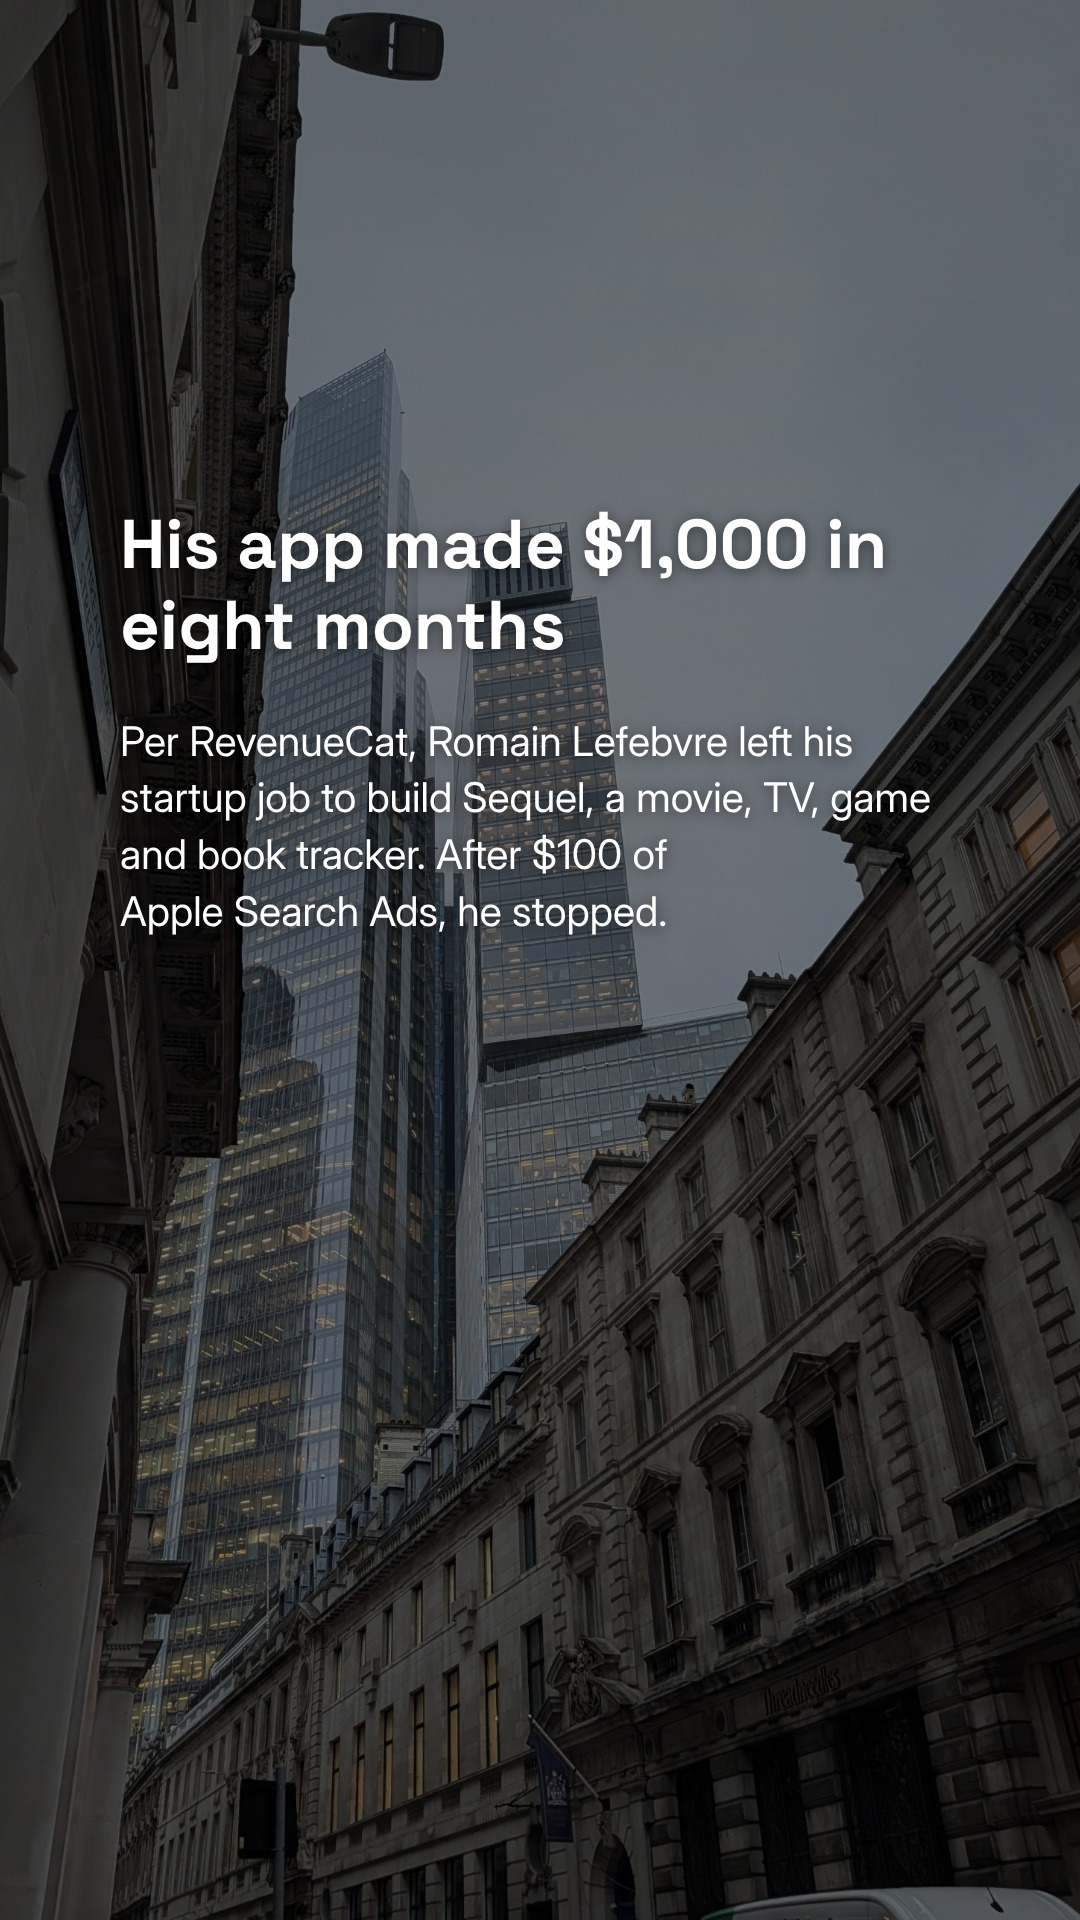 His app made $1,000 in
eight months
Per RevenueCat, Romain Lefebvre left his
startup job to build Sequel, a movie, TV, game
and book tracker. After $100 of
Apple Search Ads, he stopped.
Threadneedles